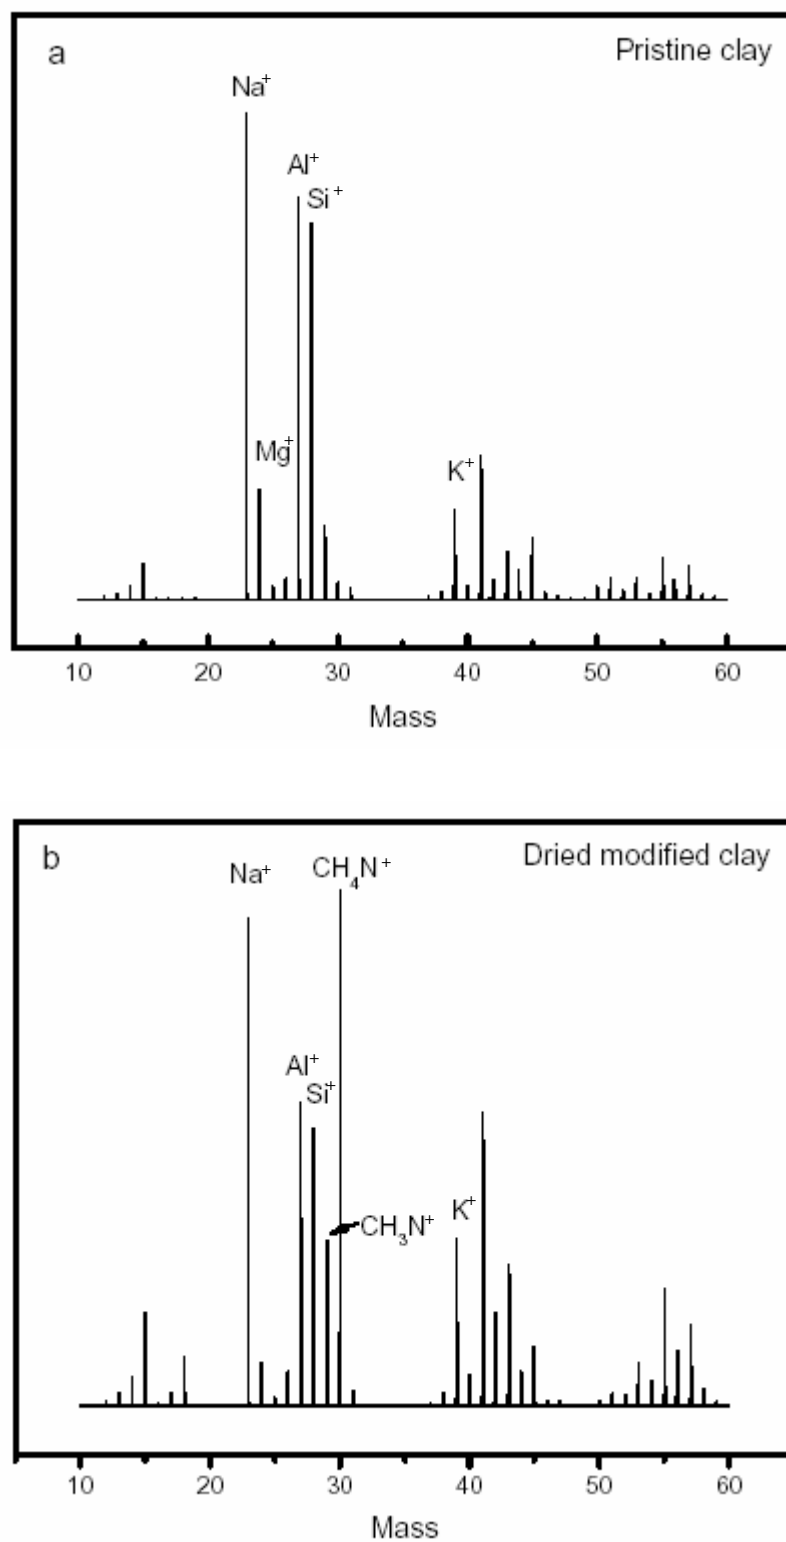 a
Pristine clay
Na⁺
Al⁺
Si⁺
Mg⁺
K⁺
10 20 30 40 50 60
Mass
b
Dried modified clay
Na⁺
CH₄N⁺
Al⁺
Si⁺
K⁺
CH₃N⁺
10 20 30 40 50 60
Mass